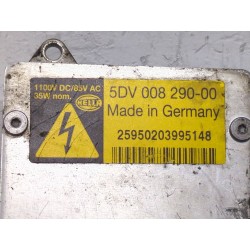 1100V DC/85V AC
35W nom.
HELLA
5DV 008 290-00
Made in Germany
25950203995148